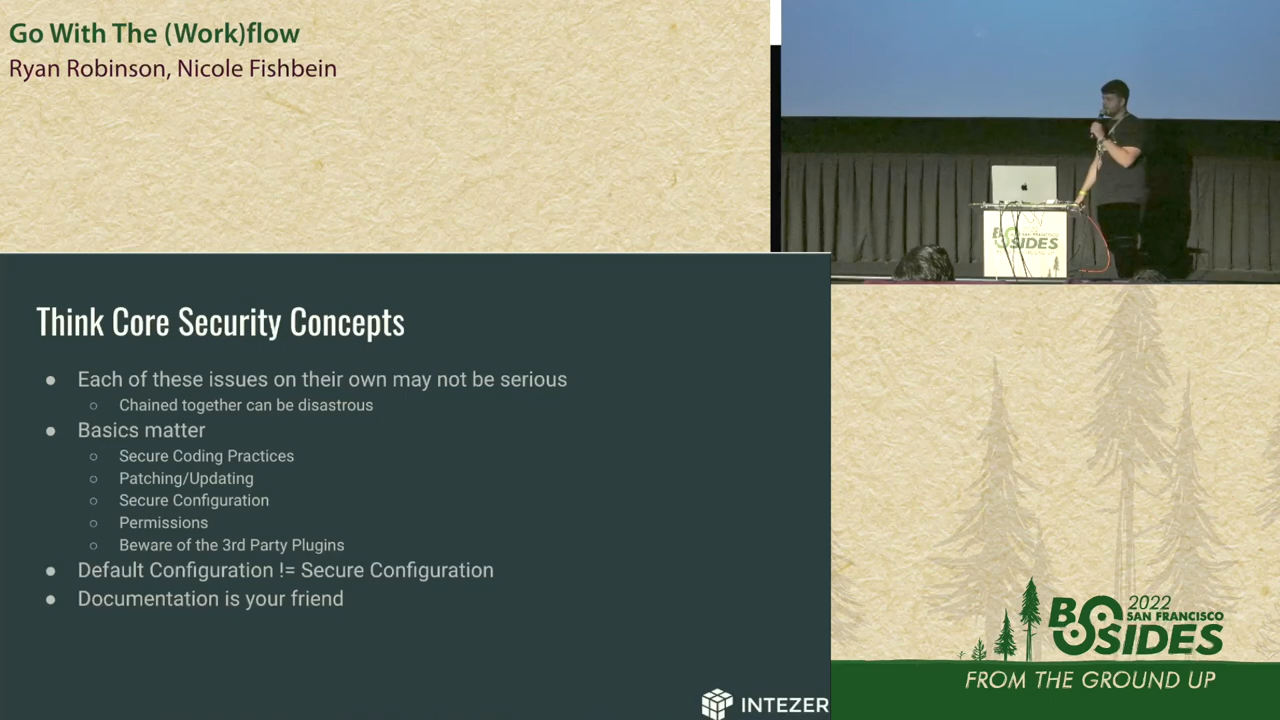 Go With The (Work)flow
Ryan Robinson, Nicole Fishbein
Think Core Security Concepts
● Each of these issues on their own may not be serious
○ Chained together can be disastrous
● Basics matter
○ Secure Coding Practices
○ Patching/Updating
○ Secure Configuration
○ Permissions
○ Beware of the 3rd Party Plugins
● Default Configuration != Secure Configuration
● Documentation is your friend
INTEZER
SIDES
2022
SAN FRANCISCO
BSIDES
FROM THE GROUND UP